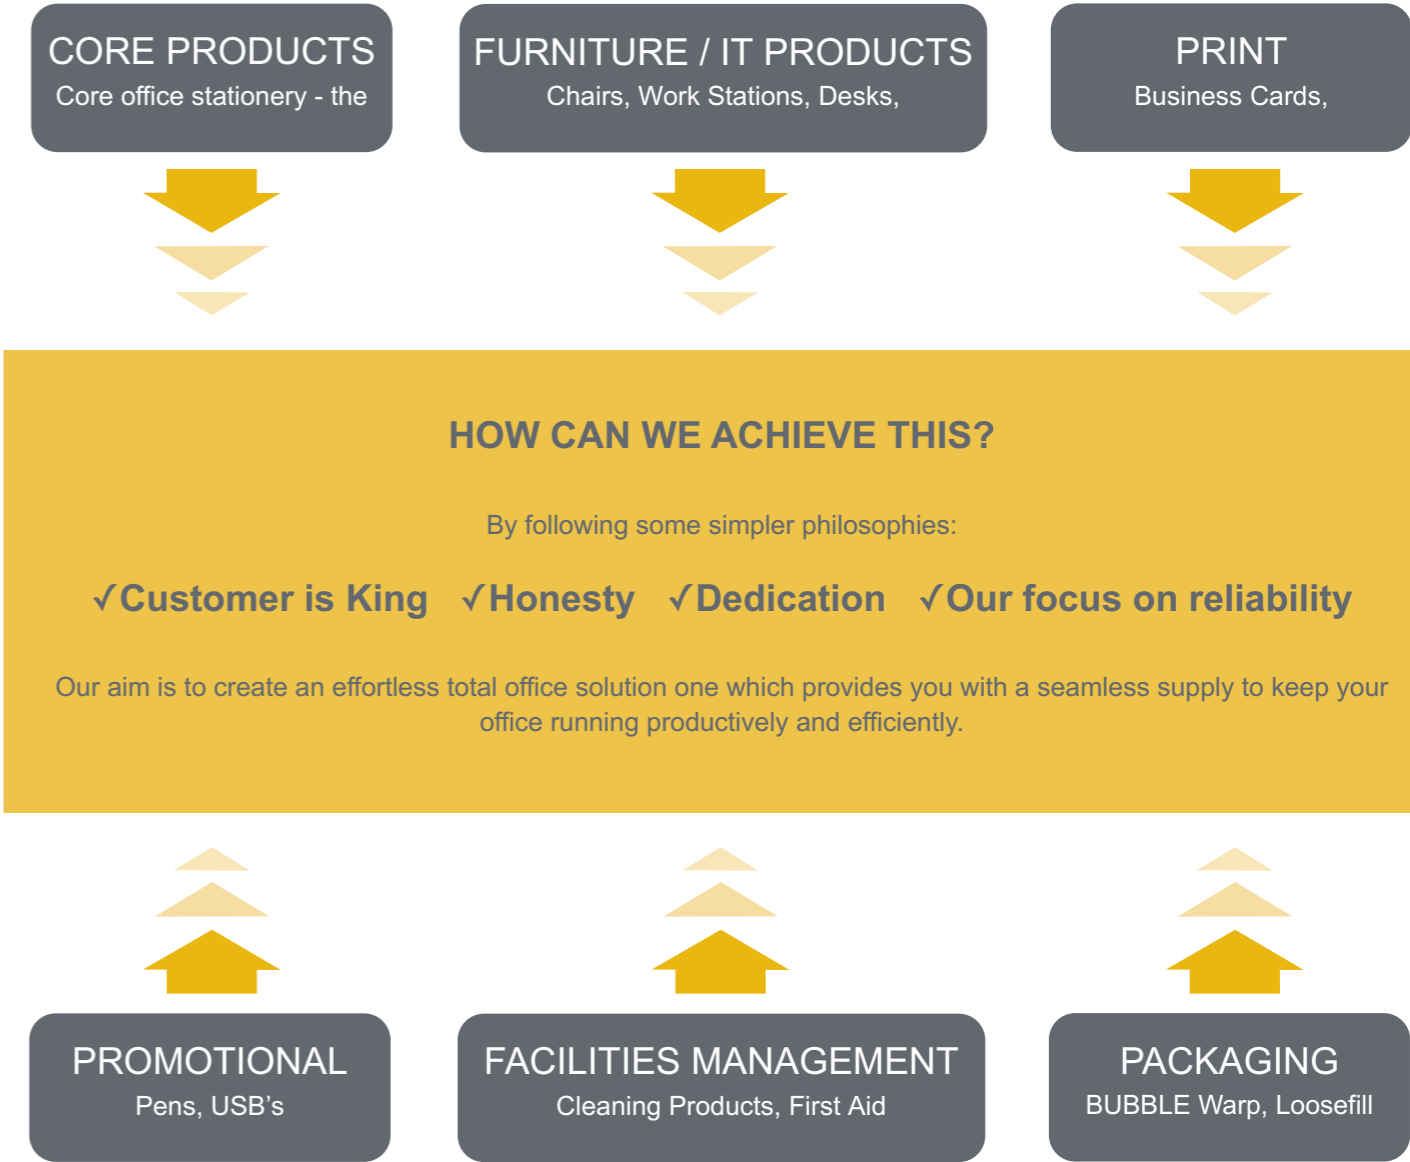 CORE PRODUCTS
Core office stationery - the
FURNITURE / IT PRODUCTS
Chairs, Work Stations, Desks,
PRINT
Business Cards,
HOW CAN WE ACHIEVE THIS?
By following some simpler philosophies:
✓Customer is King ✓Honesty ✓Dedication ✓Our focus on reliability
Our aim is to create an effortless total office solution one which provides you with a seamless supply to keep your
office running productively and efficiently.
PROMOTIONAL
Pens, USB’s
FACILITIES MANAGEMENT
Cleaning Products, First Aid
PACKAGING
BUBBLE Warp, Loosefill